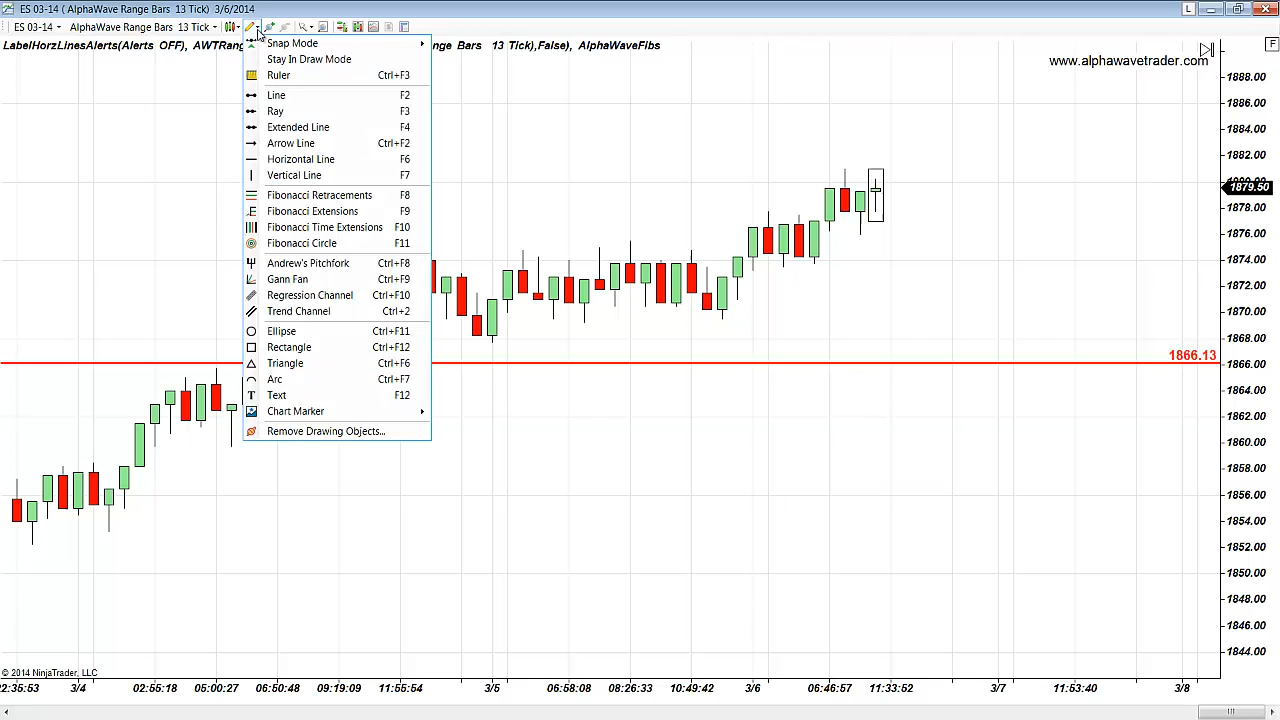 ES 03-14 ( AlphaWave Range Bars 13 Tick) 3/6/2014
L
ES 03-14 AlphaWave Range Bars 13 Tick
LabelHorzLinesAlerts(Alerts OFF), AWTRang nge Bars 13 Tick),False), AlphaWaveFibs
F
www.alphawavetrader.com
Snap Mode
Stay In Draw Mode
Ruler Ctrl+F3
Line F2
Ray F3
Extended Line F4
Arrow Line Ctrl+F2
Horizontal Line F6
Vertical Line F7
Fibonacci Retracements F8
Fibonacci Extensions F9
Fibonacci Time Extensions F10
Fibonacci Circle F11
Andrew's Pitchfork Ctrl+F8
Gann Fan Ctrl+F9
Regression Channel Ctrl+F10
Trend Channel Ctrl+2
Ellipse Ctrl+F11
Rectangle Ctrl+F12
Triangle Ctrl+F6
Arc Ctrl+F7
T Text F12
Chart Marker
Remove Drawing Objects...
1888.00
1886.00
1884.00
1882.00
1879.50
1878.00
1876.00
1874.00
1872.00
1870.00
1868.00
1866.13
1866.00
1864.00
1862.00
1860.00
1858.00
1856.00
1854.00
1852.00
1850.00
1848.00
1846.00
1844.00
© 2014 NinjaTrader, LLC
22:35:53 3/4 02:55:18 05:00:27 06:50:48 09:19:09 11:55:54 3/5 06:58:08 08:26:33 10:49:42 3/6 06:46:57 11:33:52 3/7 11:53:40 3/8